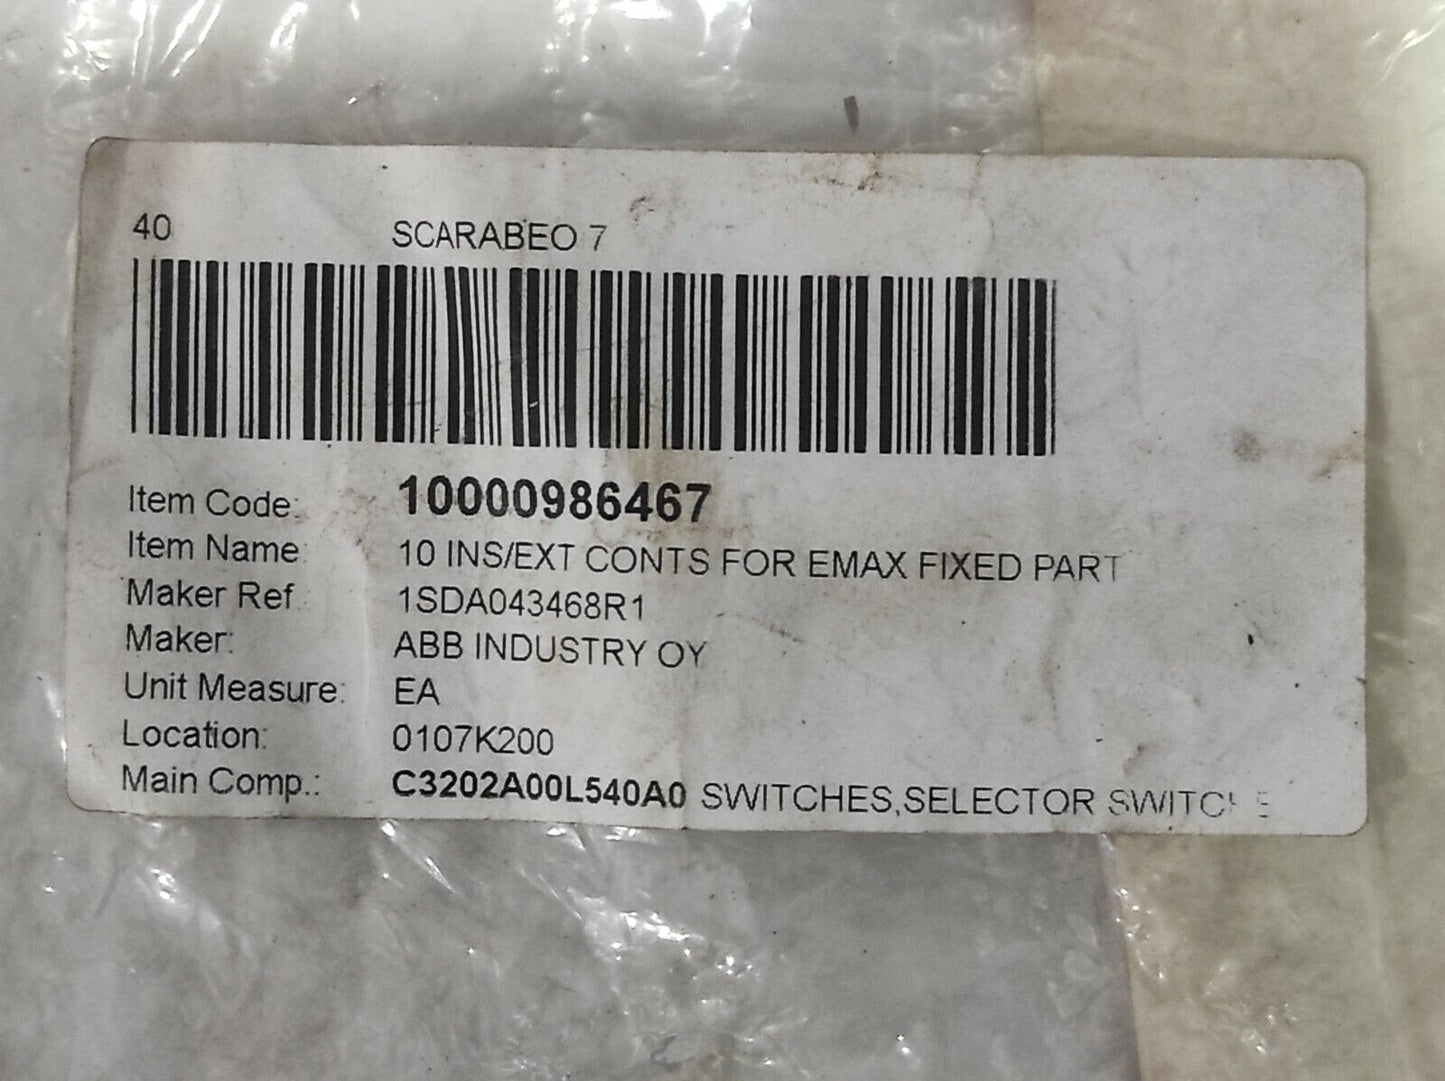 40 SCARABEO 7
Item Code: 10000986467
Item Name: 10 INS/EXT CONTS FOR EMAX FIXED PART
Maker Ref.: 1SDA043468R1
Maker: ABB INDUSTRY OY
Unit Measure: EA
Location: 0107K200
Main Comp.: C3202A00L540A0 SWITCHES,SELECTOR